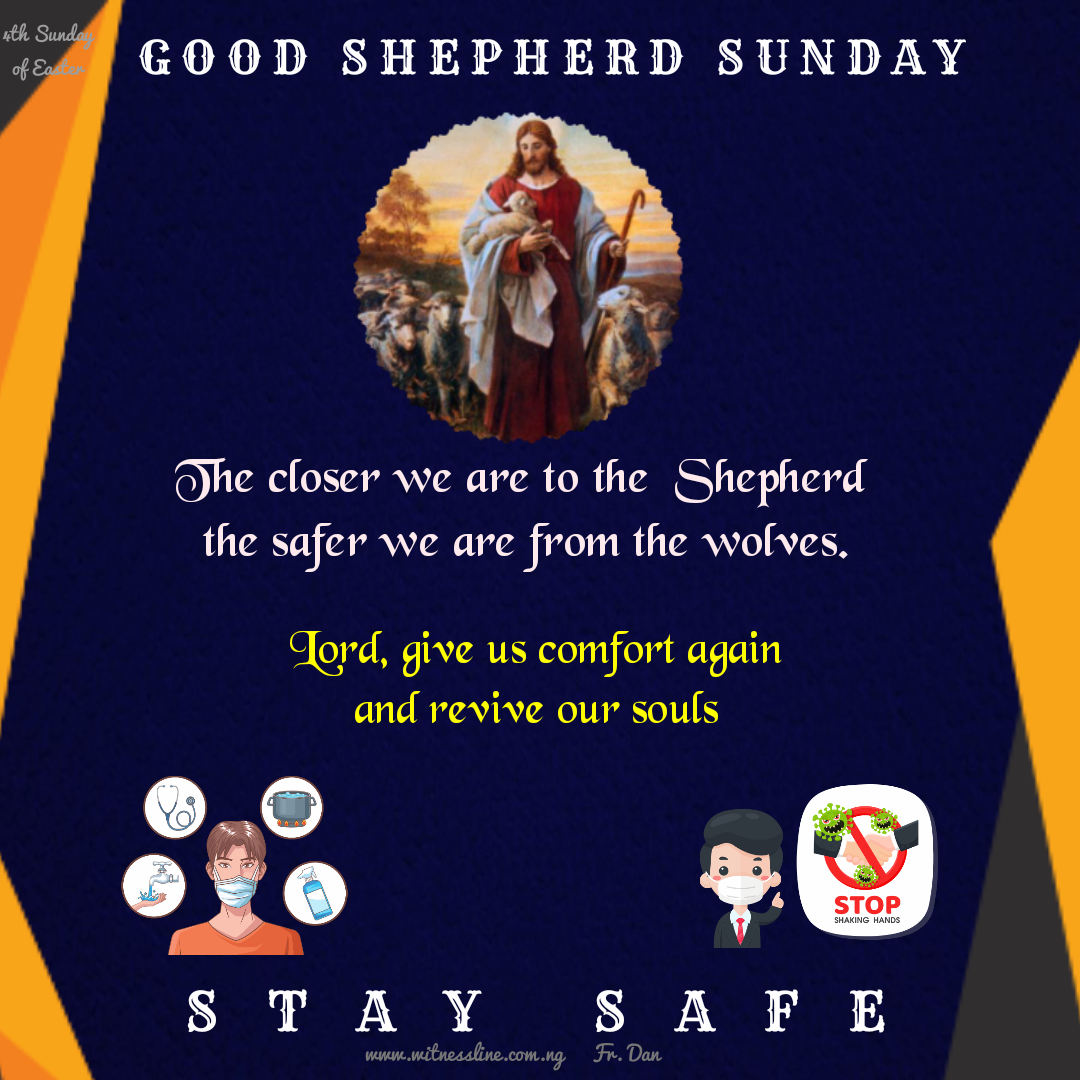 4th Sunday
of Easter
GOOD SHEPHERD SUNDAY
The closer we are to the Shepherd
the safer we are from the wolves.
Lord, give us comfort again
and revive our souls
STOP
SHAKING HANDS
STAY SAFE
www.witnessline.com.ng Fr. Dan